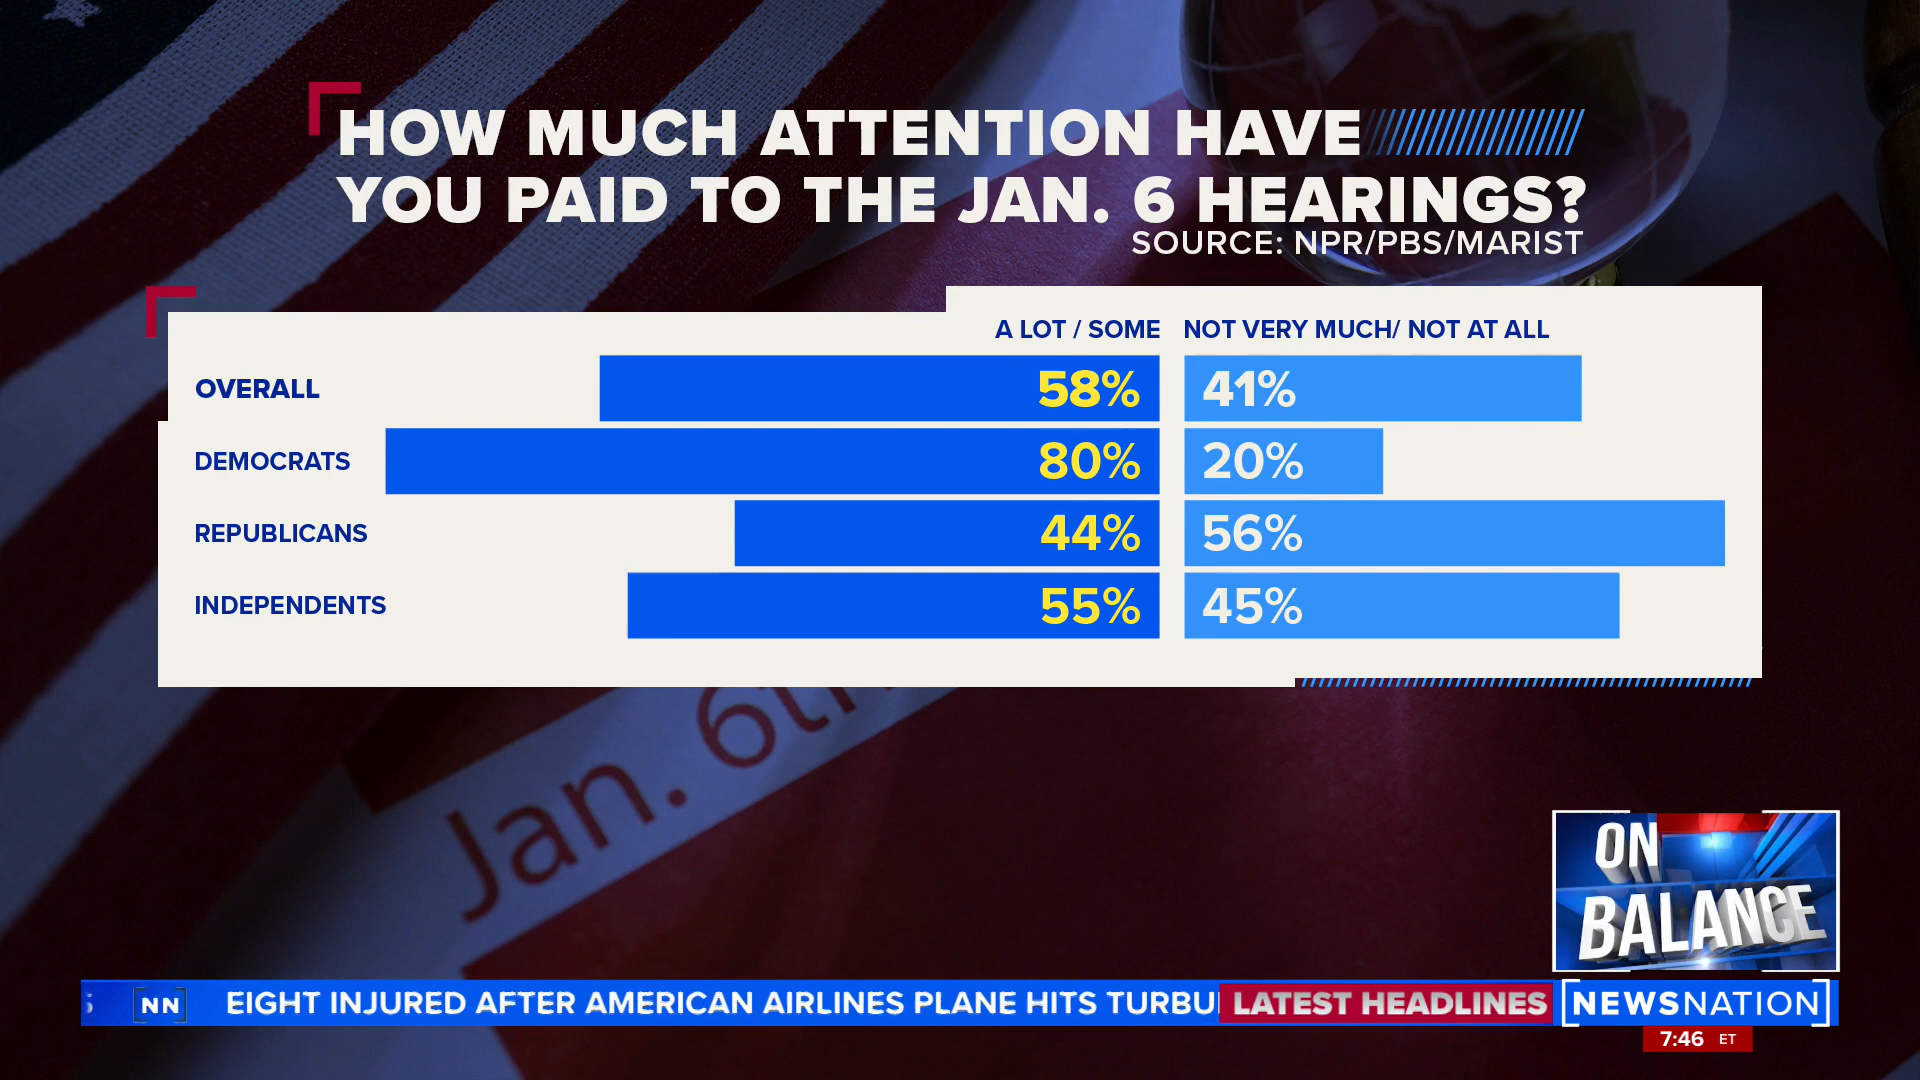 HOW MUCH ATTENTION HAVE
YOU PAID TO THE JAN. 6 HEARINGS?
SOURCE: NPR/PBS/MARIST
A LOT / SOME NOT VERY MUCH/ NOT AT ALL
OVERALL 58% 41%
DEMOCRATS 80% 20%
REPUBLICANS 44% 56%
INDEPENDENTS 55% 45%
Jan. 6th
ON
BALANCE
NN EIGHT INJURED AFTER AMERICAN AIRLINES PLANE HITS LATEST HEADLINES NEWSNATION
7:46 ET